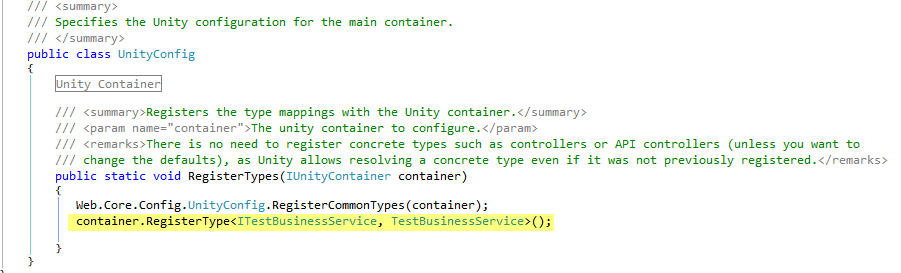 /// <summary>
/// Specifies the Unity configuration for the main container.
/// </summary>
public class UnityConfig
{
Unity Container
/// <summary>Registers the type mappings with the Unity container.</summary>
/// <param name="container">The unity container to configure.</param>
/// <remarks>There is no need to register concrete types such as controllers or API controllers (unless you want to
/// change the defaults), as Unity allows resolving a concrete type even if it was not previously registered.</remarks>
public static void RegisterTypes(IUnityContainer container)
{
Web.Core.Config.UnityConfig.RegisterCommonTypes(container);
container.RegisterType<ITestBusinessService, TestBusinessService>();
}
}
}